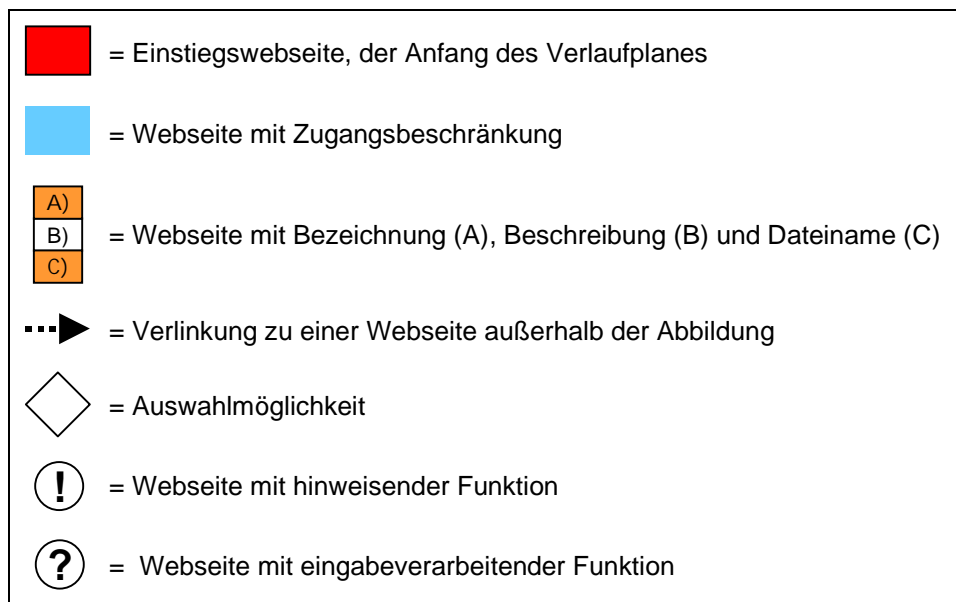 = Einstiegswebseite, der Anfang des Verlaufplanes
= Webseite mit Zugangsbeschränkung
A)
B)
C)
= Webseite mit Bezeichnung (A), Beschreibung (B) und Dateiname (C)
= Verlinkung zu einer Webseite außerhalb der Abbildung
= Auswahlmöglichkeit
! = Webseite mit hinweisender Funktion
? = Webseite mit eingabeverarbeitender Funktion